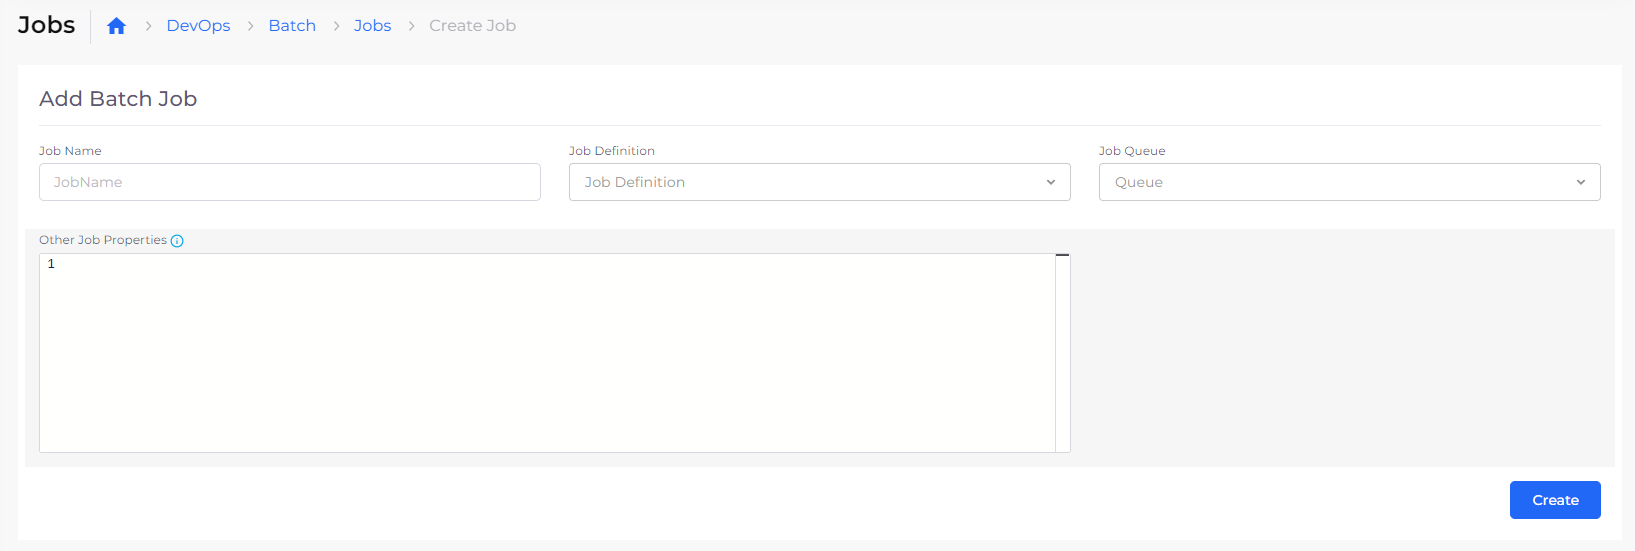 Jobs DevOps Batch Jobs Create Job
Add Batch Job
Job Name Job Definition Job Queue
JobName Job Definition Queue
Other Job Properties
1
Create